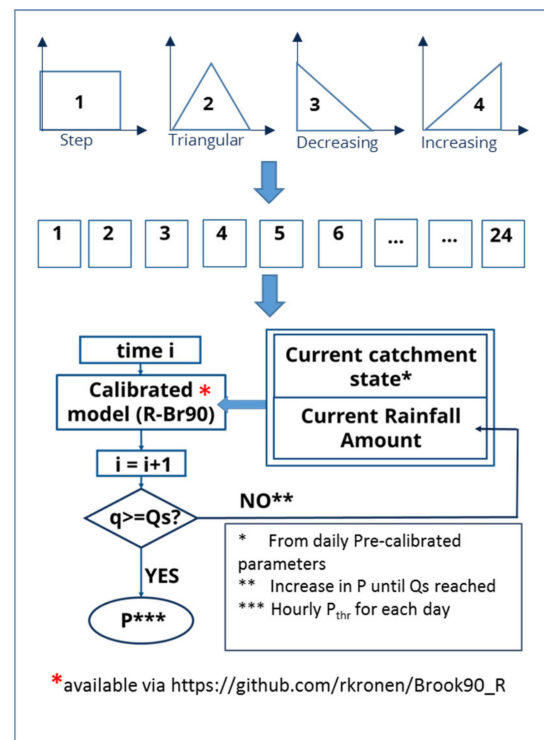 1
2
3
4
Step
Triangular
Decreasing
Increasing
1 2 3 4 5 6 ... ... 24
time i
Calibrated *
model (R-Br90)
i = i+1
q>=Qs?
NO**
YES
P***
Current catchment
state*
Current Rainfall
Amount
* From daily Pre-calibrated
parameters
** Increase in P until Qs reached
*** Hourly Pthr for each day
*available via https://github.com/rkronen/Brook90_R